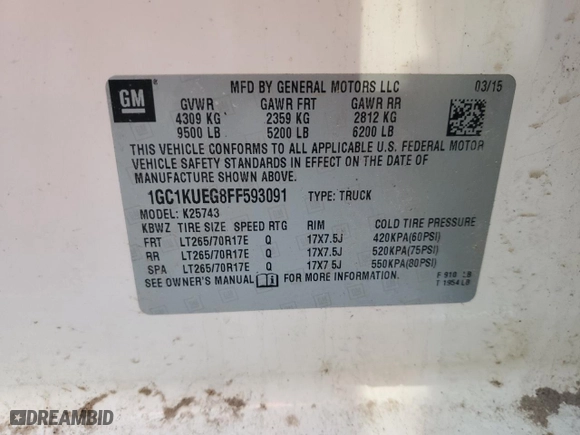 GM
MFD BY GENERAL MOTORS LLC 03/15
GVWR GAWR FRT GAWR RR
4309 KG 2359 KG 2812 KG
9500 LB 5200 LB 6200 LB
THIS VEHICLE CONFORMS TO ALL APPLICABLE U.S. FEDERAL MOTOR
VEHICLE SAFETY STANDARDS IN EFFECT ON THE DATE OF
MANUFACTURE SHOWN ABOVE.
1GC1KUEG8FF593091 TYPE: TRUCK
MODEL: K25743
KBWZ TIRE SIZE SPEED RTG RIM COLD TIRE PRESSURE
FRT LT265/70R17E Q 17X7.5J 420KPA(60PSI)
RR LT265/70R17E Q 17X7.5J 520KPA(75PSI)
SPA LT265/70R17E Q 17X7.5J 550KPA(80PSI)
SEE OWNER'S MANUAL FOR MORE INFORMATION.
F 910 LB
T 1954 LB
DREAMBID